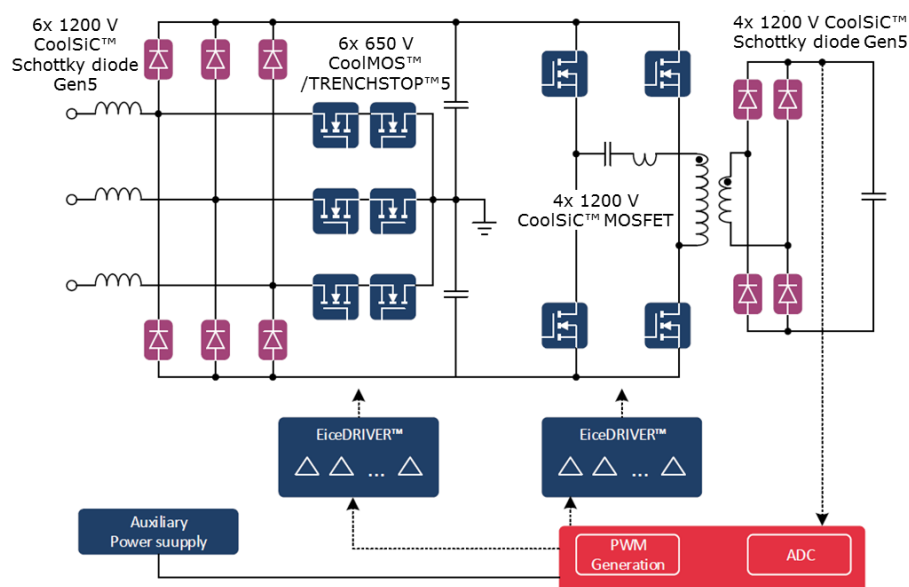 6x 1200 V
CoolSiC™
Schottky diode
Gen5
6x 650 V
CoolMOS™
/TRENCHSTOP™5
4x 1200 V CoolSiC™
Schottky diode Gen5
4x 1200 V
CoolSiC™ MOSFET
EiceDRIVER™
...
EiceDRIVER™
...
Auxiliary
Power suupply
PWM
Generation
ADC